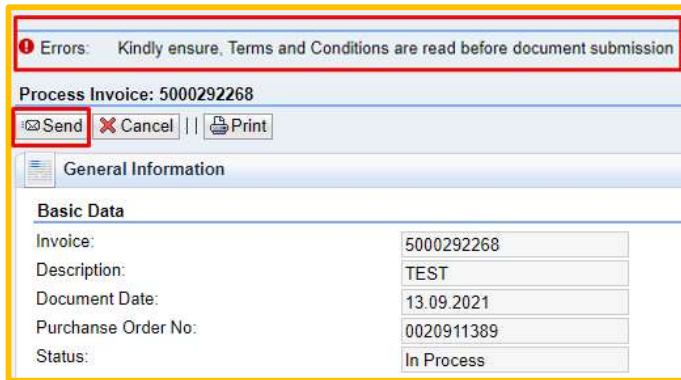 Errors: Kindly ensure, Terms and Conditions are read before document submission
Process Invoice: 5000292268
Send Cancel || Print
General Information
Basic Data
Invoice: 5000292268
Description: TEST
Document Date: 13.09.2021
Purchanse Order No: 0020911389
Status: In Process